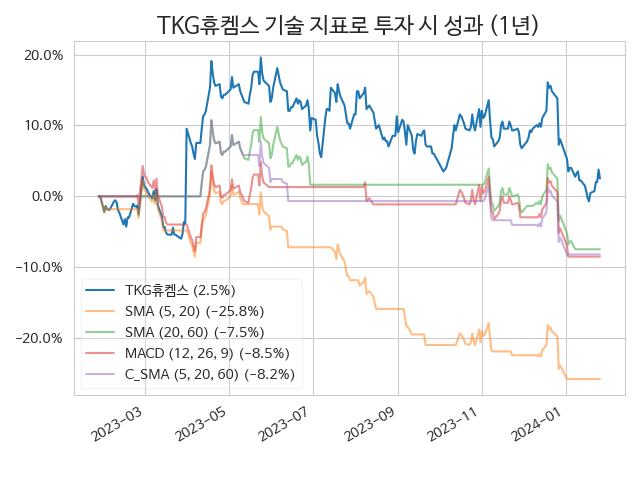 TKG휴켐스 기술 지표로 투자 시 성과 (1년)
20.0%
10.0%
0.0%
−10.0%
−20.0%
TKG휴켐스 (2.5%)
SMA (5, 20) (−25.8%)
SMA (20, 60) (−7.5%)
MACD (12, 26, 9) (−8.5%)
C_SMA (5, 20, 60) (−8.2%)
2023−03
2023−05
2023−07
2023−09
2023−11
2024−01